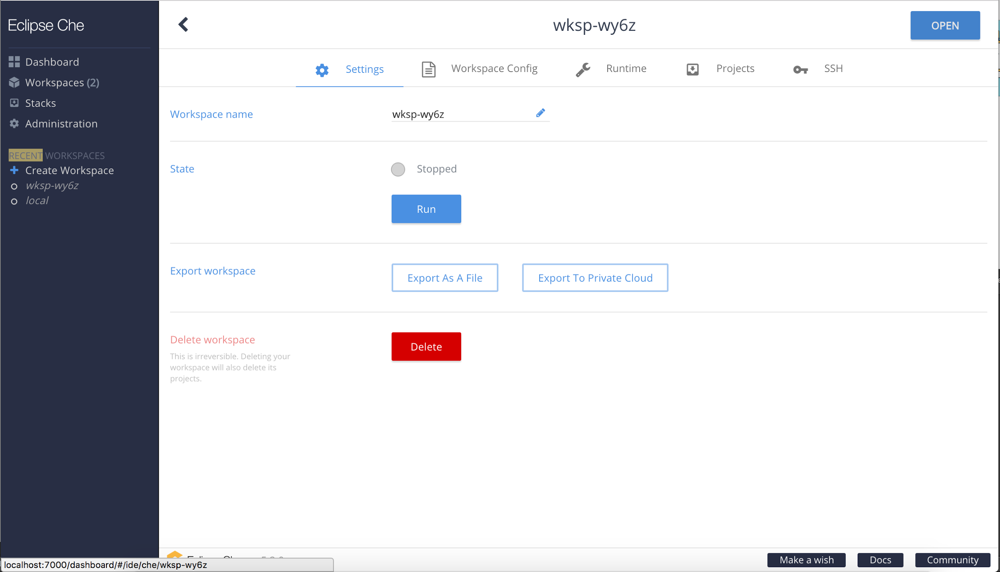 Eclipse Che
Dashboard
Workspaces (2)
Stacks
Administration
RECENT WORKSPACES
Create Workspace
wksp-wy6z
local
wksp-wy6z
OPEN
Settings
Workspace Config
Runtime
Projects
SSH
Workspace name
wksp-wy6z
State
Stopped
Run
Export workspace
Export As A File
Export To Private Cloud
Delete workspace
This is irreversible. Deleting your
workspace will also delete its
projects.
Delete
localhost:7000/dashboard/#/ide/che/wksp-wy6z
Make a wish
Docs
Community